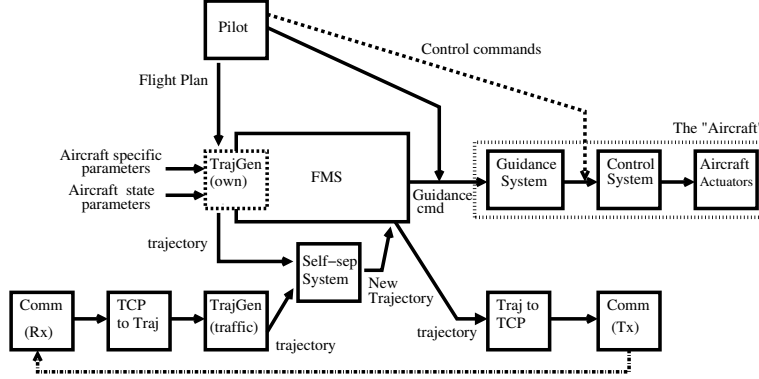 Pilot
Control commands
Flight Plan
The "Aircraft"
Aircraft specific
parameters
Aircraft state
parameters
TrajGen
(own)
FMS
Guidance
cmd
Guidance
System
Control
System
Aircraft
Actuators
trajectory
Self-sep
System
New
Trajectory
Comm
(Rx)
TCP
to Traj
TrajGen
(traffic)
trajectory
trajectory
Traj to
TCP
Comm
(Tx)